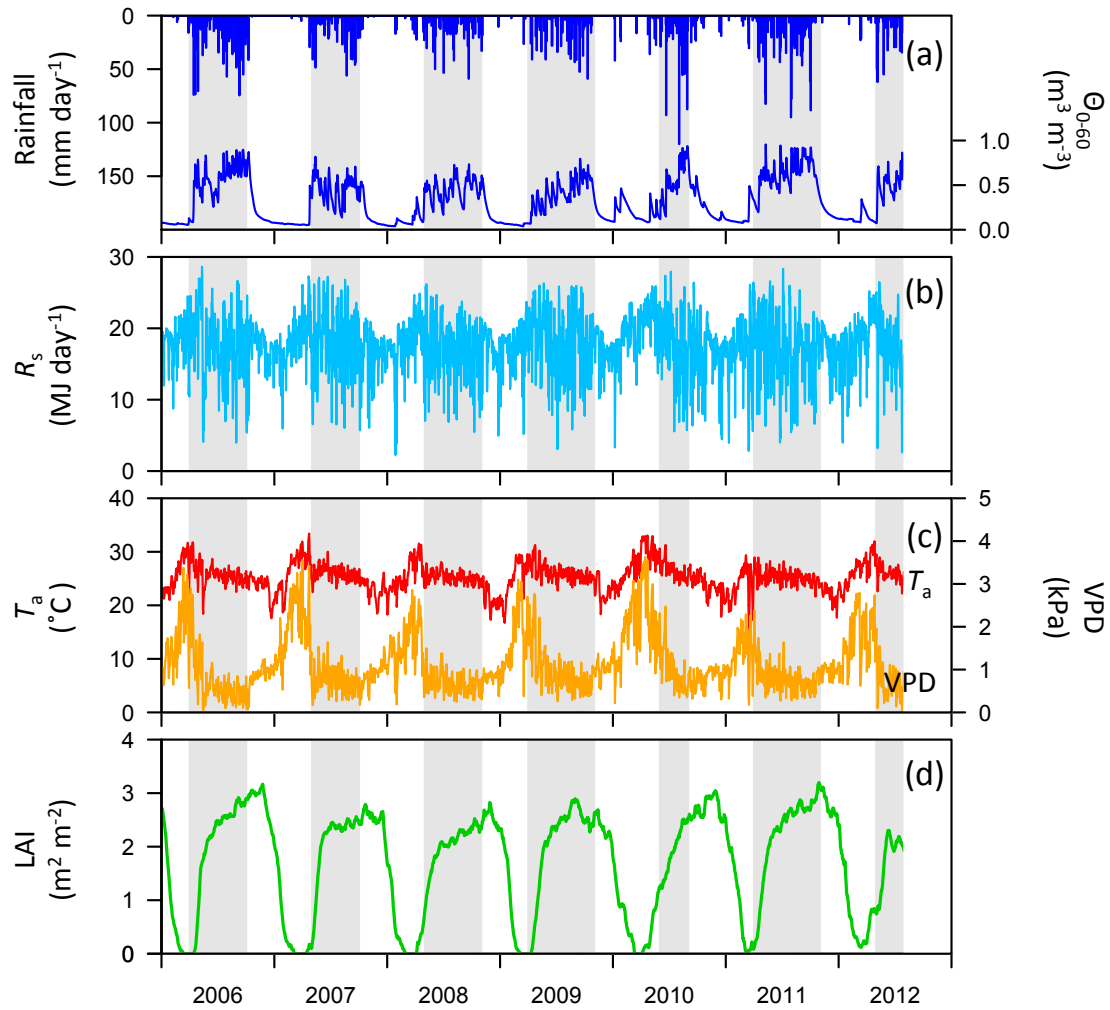 0
50
100
150
Rainfall
(mm day⁻¹)
(a)
1.0
0.5
0.0
Θ₀₋₆₀
(m³ m⁻³)
30
20
10
0
Rₛ
(MJ day⁻¹)
(b)
40
30
20
10
0
Tₐ
(˚C)
(c)
Tₐ
VPD
5
4
3
2
1
0
VPD
(kPa)
4
3
2
1
0
LAI
(m² m⁻²)
(d)
2006 2007 2008 2009 2010 2011 2012